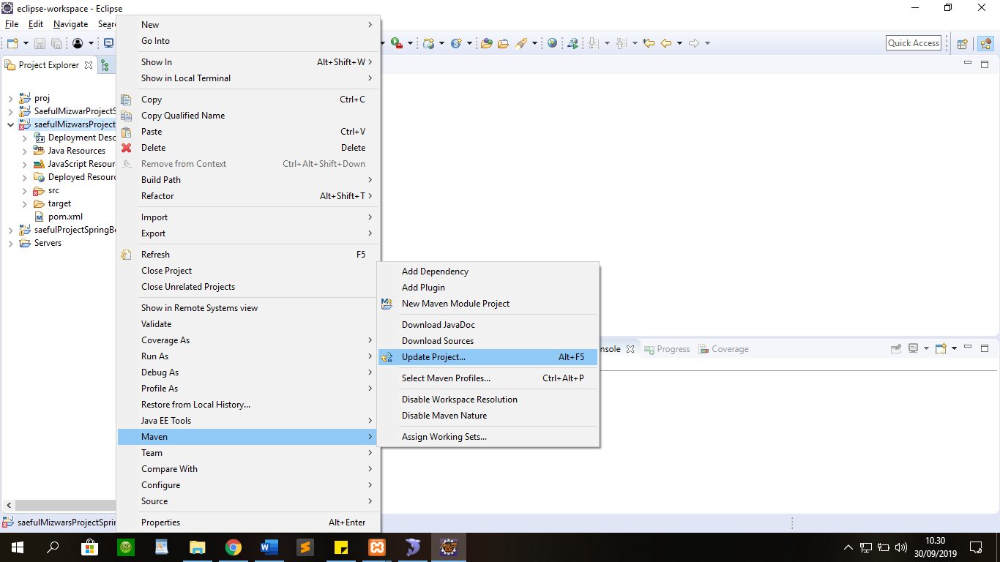 eclipse-workspace - Eclipse
File Edit Navigate Sear
Quick Access
Project Explorer
proj
SaefulMizwarProjectS
saefulMizwarsProject
Deployment Desc
Java Resources
JavaScript Resour
Deployed Resourc
src
target
pom.xml
saefulProjectSpringBo
Servers
New
Go Into
Show In Alt+Shift+W
Show in Local Terminal
Copy Ctrl+C
Copy Qualified Name
Paste Ctrl+V
Delete Delete
Remove from Context Ctrl+Alt+Shift+Down
Build Path
Refactor Alt+Shift+T
Import
Export
Refresh F5
Close Project
Close Unrelated Projects
Show in Remote Systems view
Validate
Coverage As
Run As
Debug As
Profile As
Restore from Local History...
Java EE Tools
Maven
Team
Compare With
Configure
Source
Properties Alt+Enter
Add Dependency
Add Plugin
New Maven Module Project
Download JavaDoc
Download Sources
Update Project... Alt+F5
Select Maven Profiles... Ctrl+Alt+P
Disable Workspace Resolution
Disable Maven Nature
Assign Working Sets...
nsole Progress Coverage
saefulMizwarsProjectSprin
10.30
30/09/2019